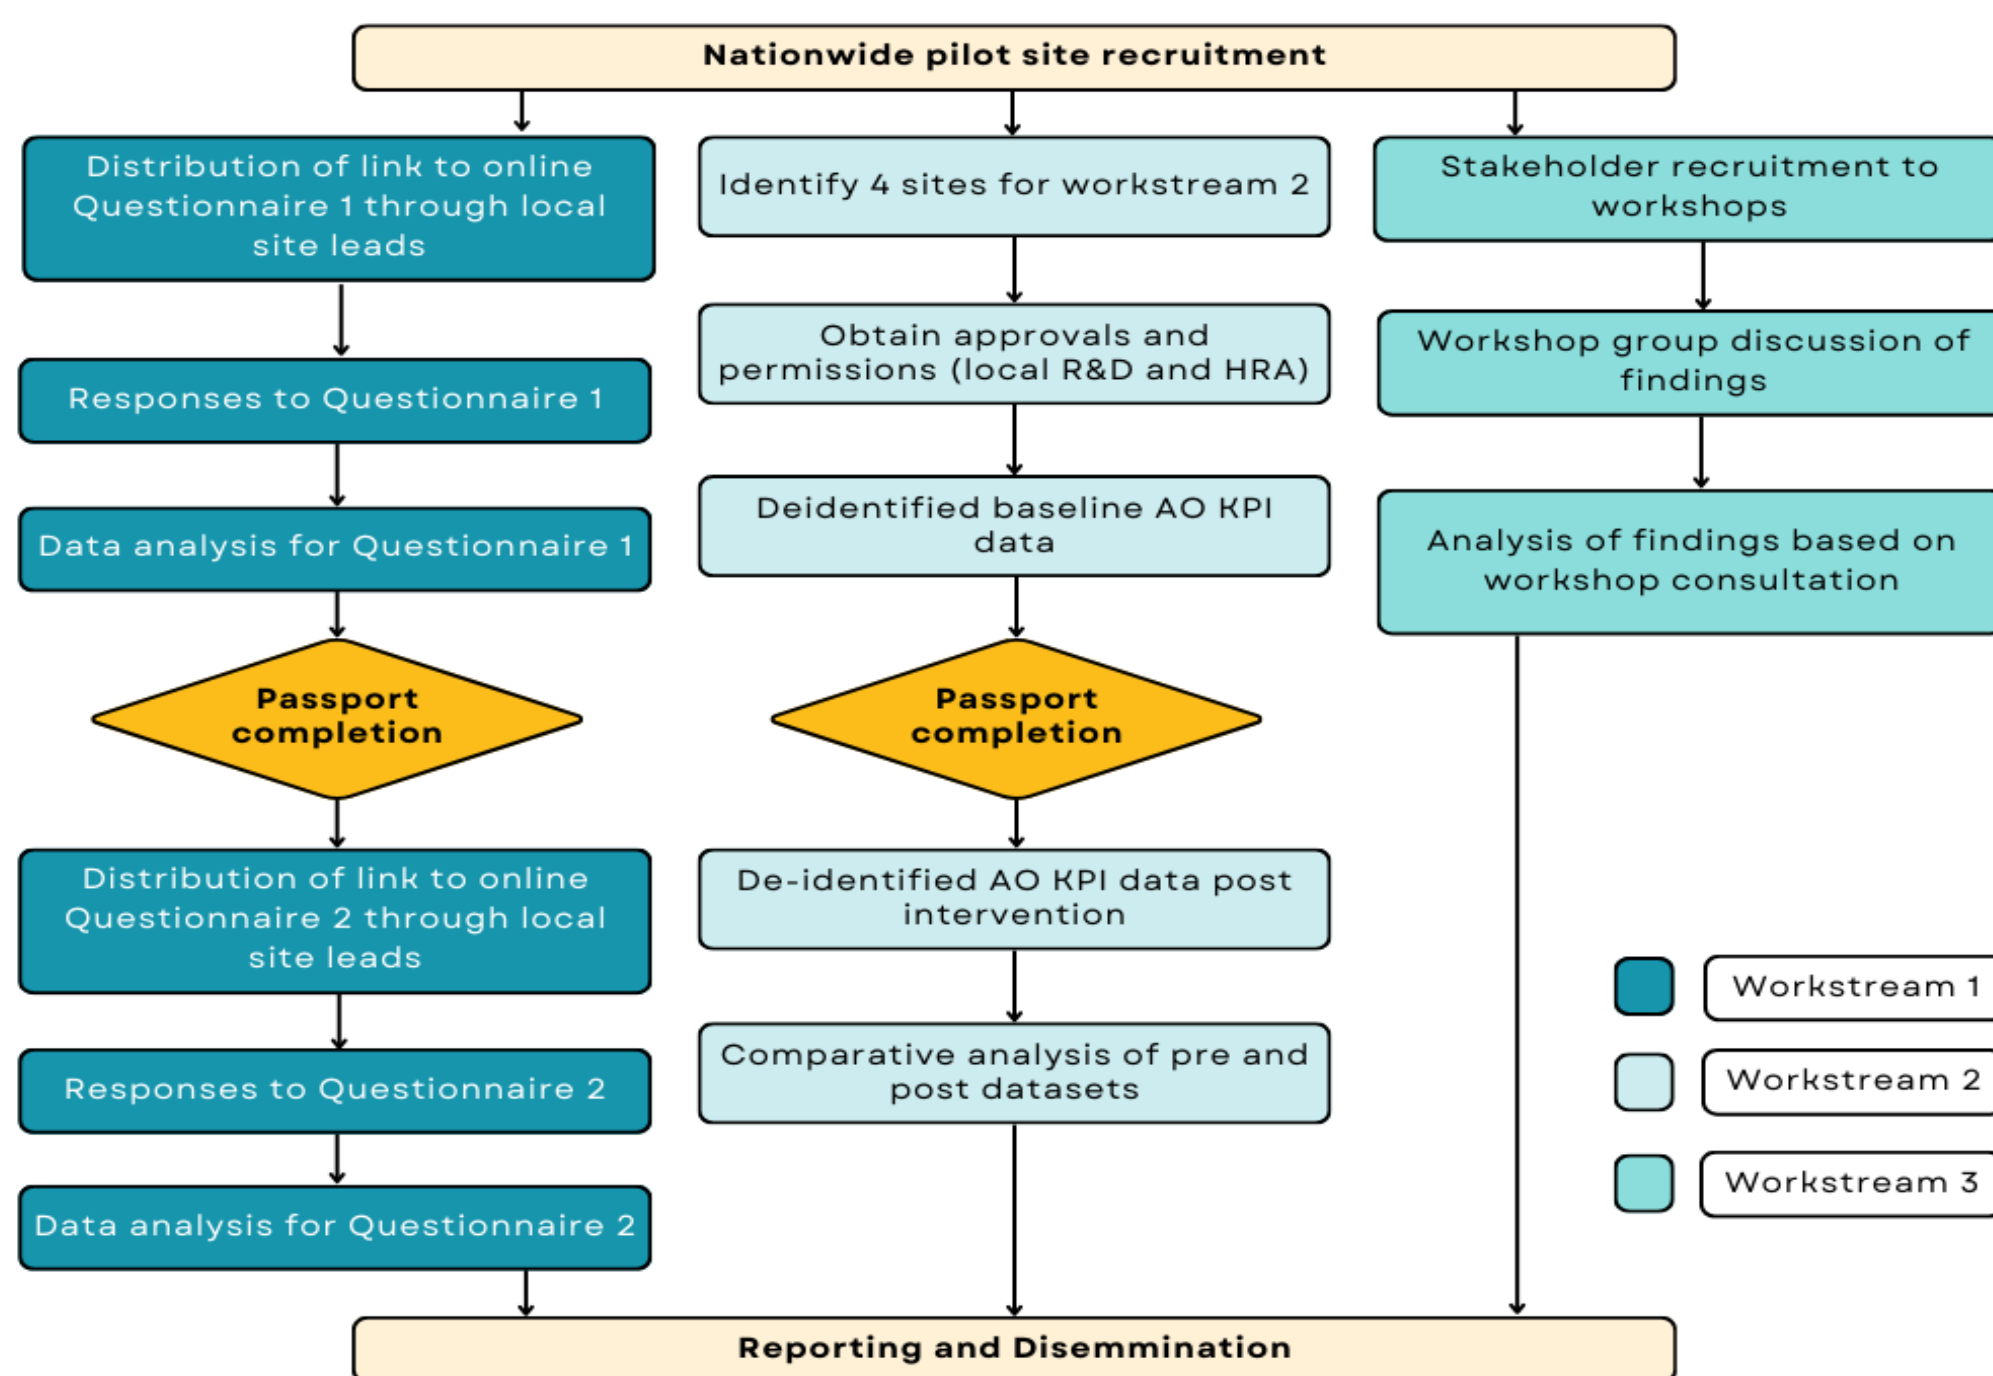 Nationwide pilot site recruitment
Distribution of link to online
Questionnaire 1 through local
site leads
Responses to Questionnaire 1
Data analysis for Questionnaire 1
Passport
completion
Distribution of link to online
Questionnaire 2 through local
site leads
Responses to Questionnaire 2
Data analysis for Questionnaire 2
Identify 4 sites for workstream 2
Obtain approvals and
permissions (local R&D and HRA)
Deidentified baseline AO KPI
data
Passport
completion
De-identified AO KPI data post
intervention
Comparative analysis of pre and
post datasets
Stakeholder recruitment to
workshops
Workshop group discussion of
findings
Analysis of findings based on
workshop consultation
Workstream 1
Workstream 2
Workstream 3
Reporting and Disemmination